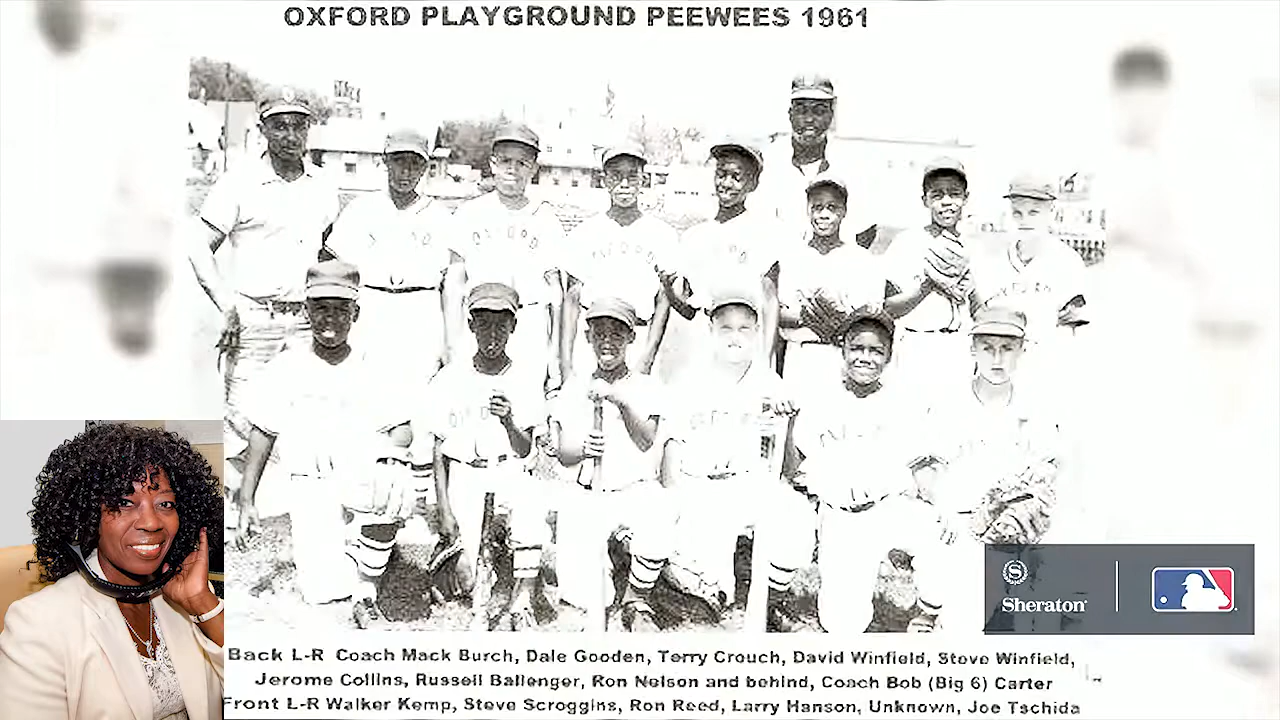 OXFORD PLAYGROUND PEEWEES 1961
OXFORD
Sheraton
Back L-R Coach Mack Burch, Dale Gooden, Terry Crouch, David Winfield, Steve Winfield,
Jerome Collins, Russell Ballenger, Ron Nelson and behind, Coach Bob (Big 6) Carter
Front L-R Walker Kemp, Steve Scroggins, Ron Reed, Larry Hanson, Unknown, Joe Tschida